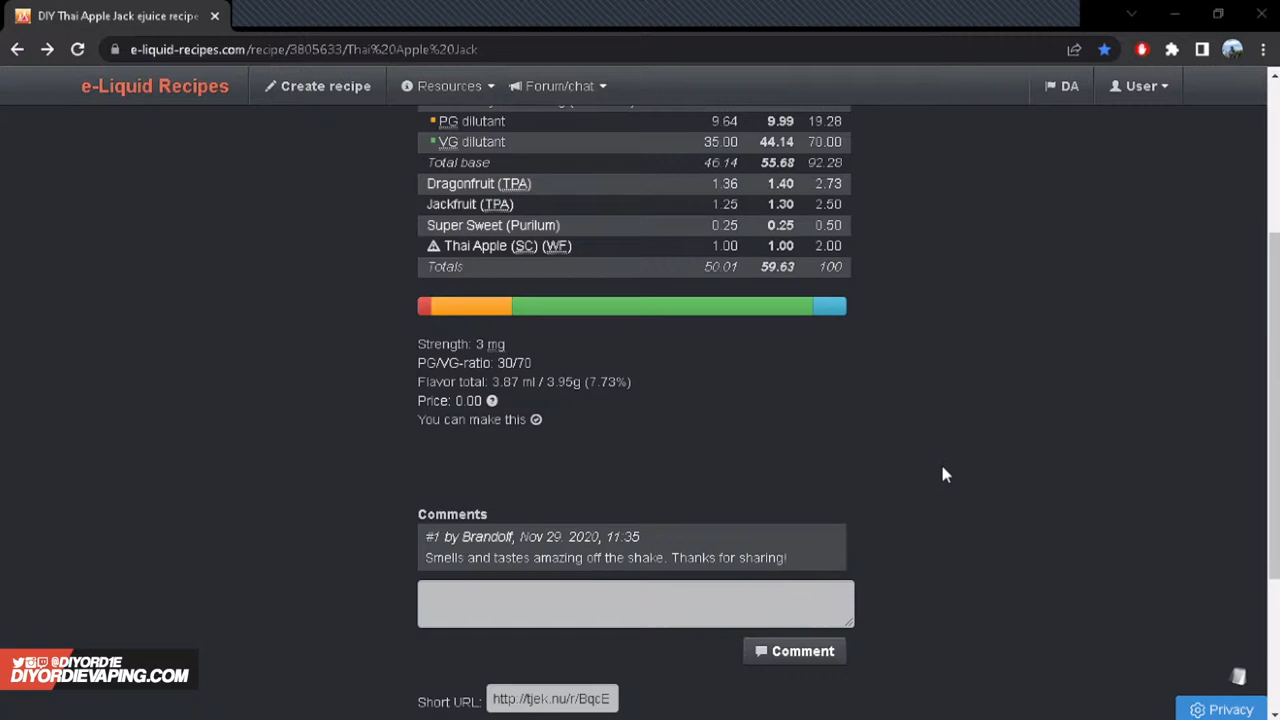 DIY Thai Apple Jack ejuice recipe
e-liquid-recipes.com/recipe/3805633/Thai%20Apple%20Jack
e-Liquid Recipes Create recipe Resources Forum/chat DA User
PG dilutant 9.64 9.99 19.28
VG dilutant 35.00 44.14 70.00
Total base 46.14 55.68 92.28
Dragonfruit (TPA) 1.36 1.40 2.73
Jackfruit (TPA) 1.25 1.30 2.50
Super Sweet (Purilum) 0.25 0.25 0.50
Thai Apple (SC) (WF) 1.00 1.00 2.00
Totals 50.01 59.63 100
Strength: 3 mg
PG/VG-ratio: 30/70
Flavor total: 3.87 ml / 3.95g (7.73%)
Price: 0.00
You can make this
Comments
#1 by Brandolf, Nov 29. 2020, 11:35
Smells and tastes amazing off the shake. Thanks for sharing!
Comment
@DIYORD1E
DIYORDIEVAPING.COM
Short URL: http://tjek.nu/r/BqcE
Privacy